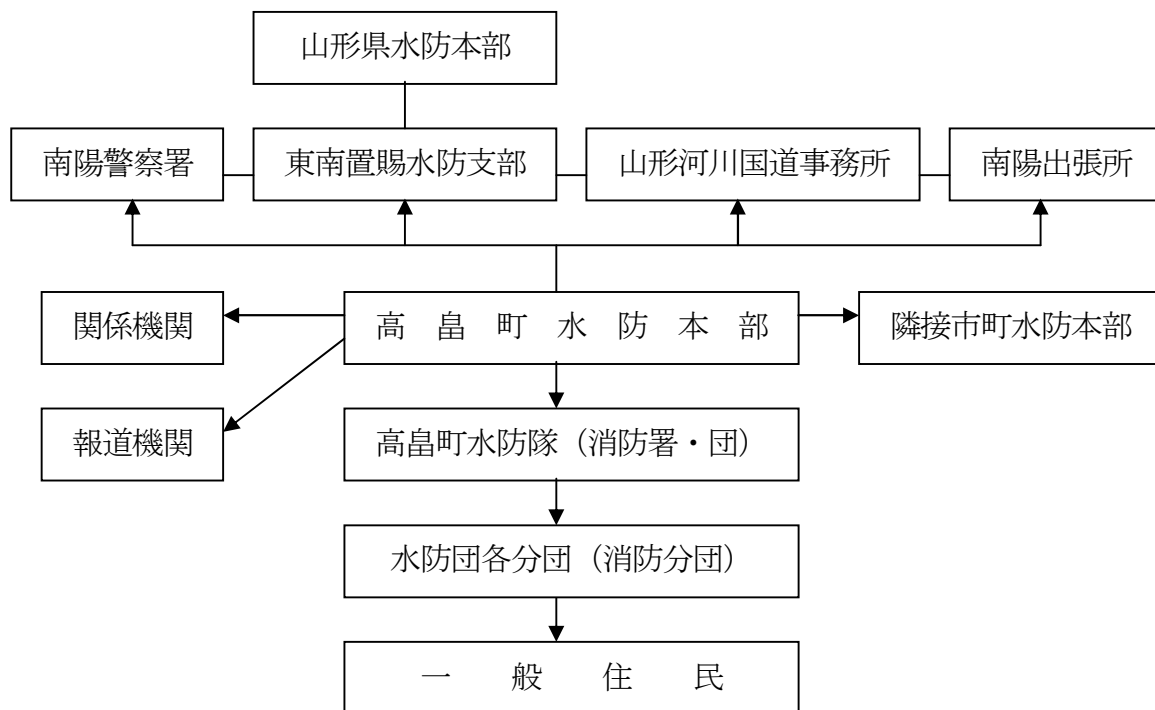 山形県水防本部
南陽警察署
東南置賜水防支部
山形河川国道事務所
南陽出張所
関係機関
高　畠　町　水　防　本　部
隣接市町水防本部
報道機関
高畠町水防隊（消防署・団）
水防団各分団（消防分団）
一　般　住　民